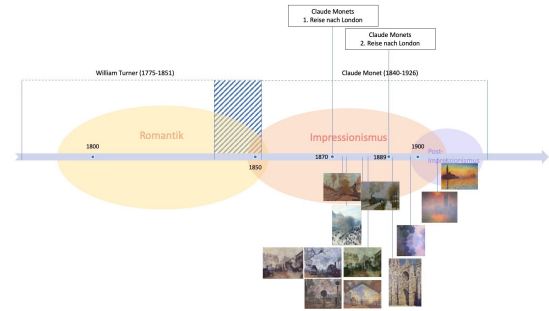 Claude Monets
1. Reise nach London
Claude Monets
2. Reise nach London
William Turner (1775-1851)
Claude Monet (1840-1926)
Romantik
Impressionismus
1800
1850
1870
1889
1900
Post-
Impressionismus